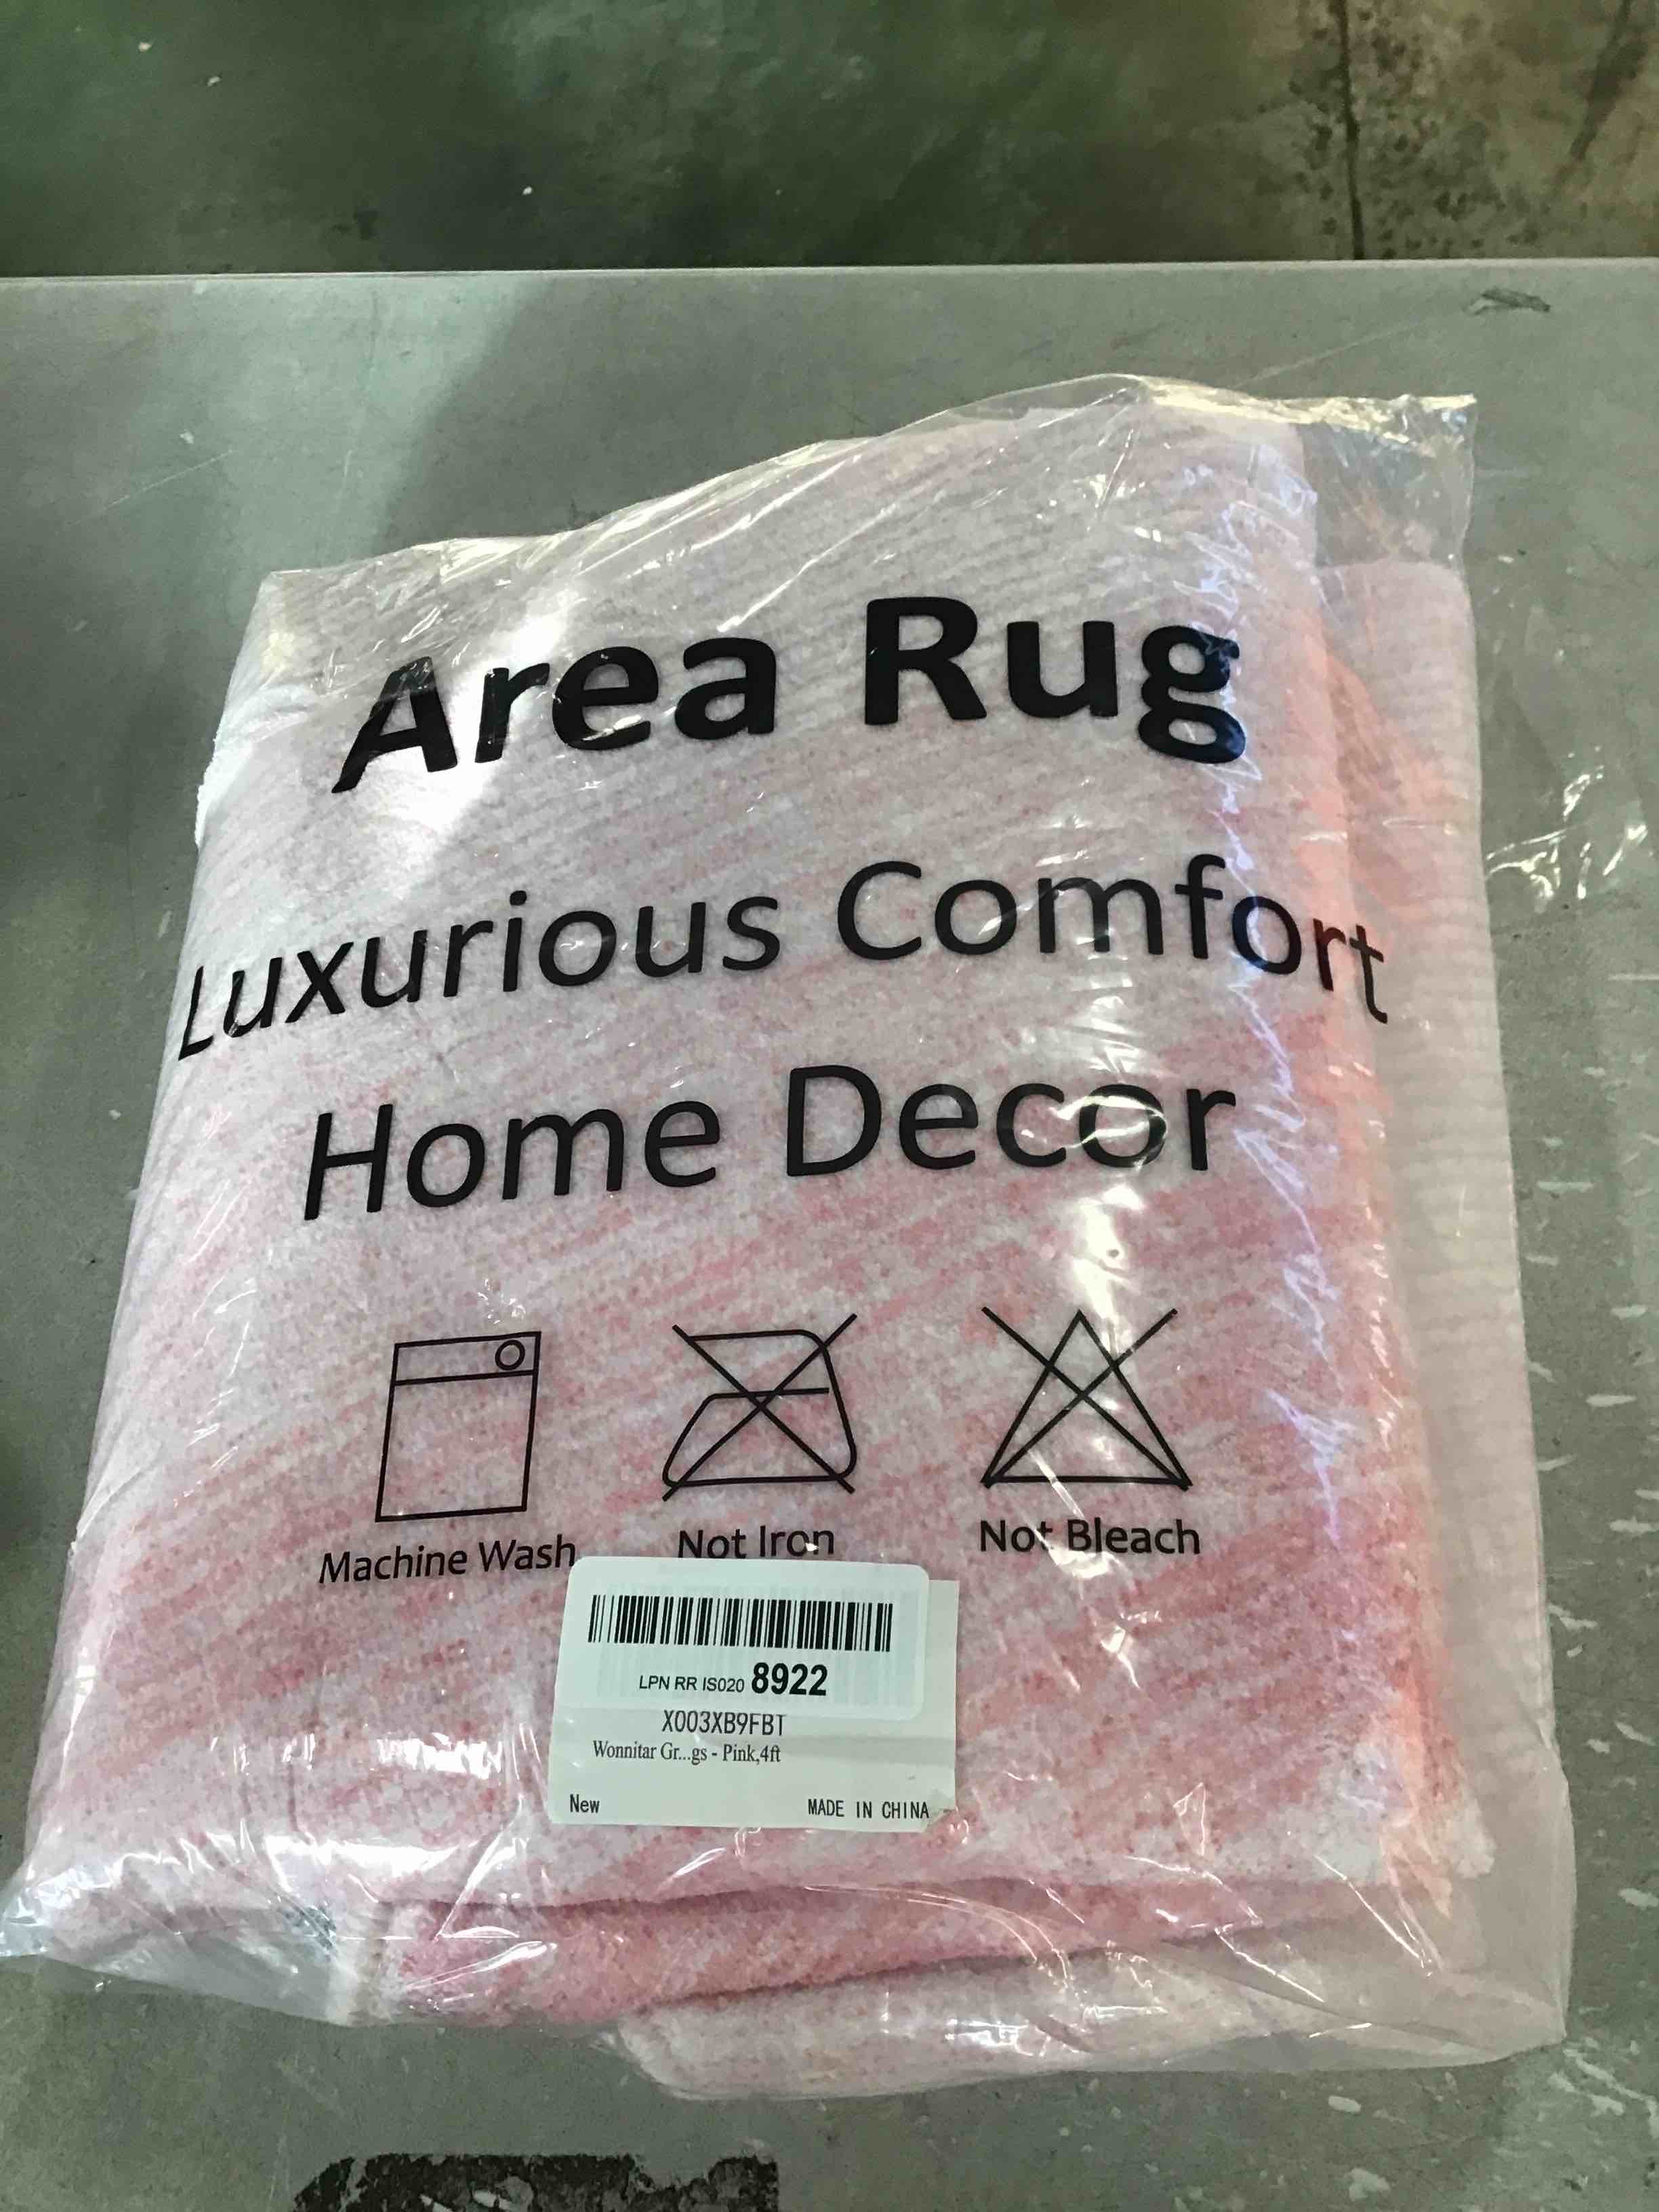 Area Rug
Luxurious Comfort
Home Decor
Machine Wash Not Iron Not Bleach
LPN RR IS020 8922
X003XB9FBT
Wonnitar Gr...gs - Pink,4ft
New MADE IN CHINA